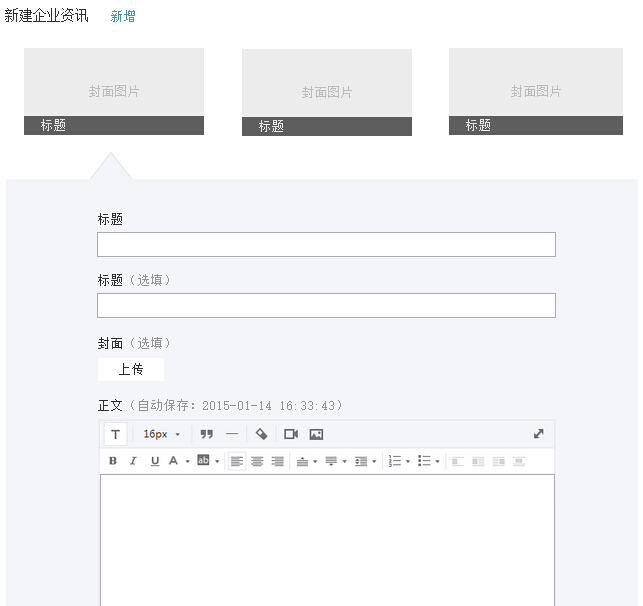 新建企业资讯 新增
封面图片 封面图片 封面图片
标题 标题 标题
标题
标题（选填）
封面（选填）
上传
正文（自动保存：2015-01-14 16:33:43）
T 16px
B I U A ab